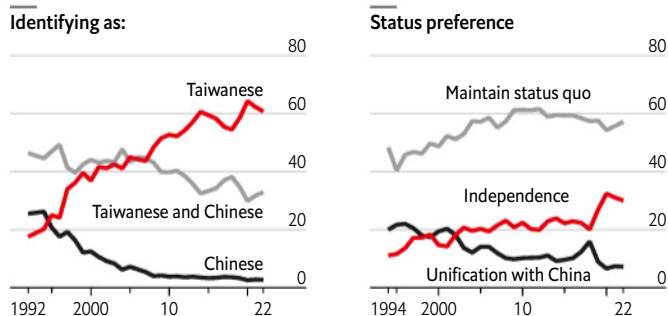 Identifying as:
80
Taiwanese
60
40
Taiwanese and Chinese
20
Chinese
0
1992 2000 10 22
Status preference
80
Maintain status quo
60
40
Independence
20
Unification with China
0
1994 2000 10 22